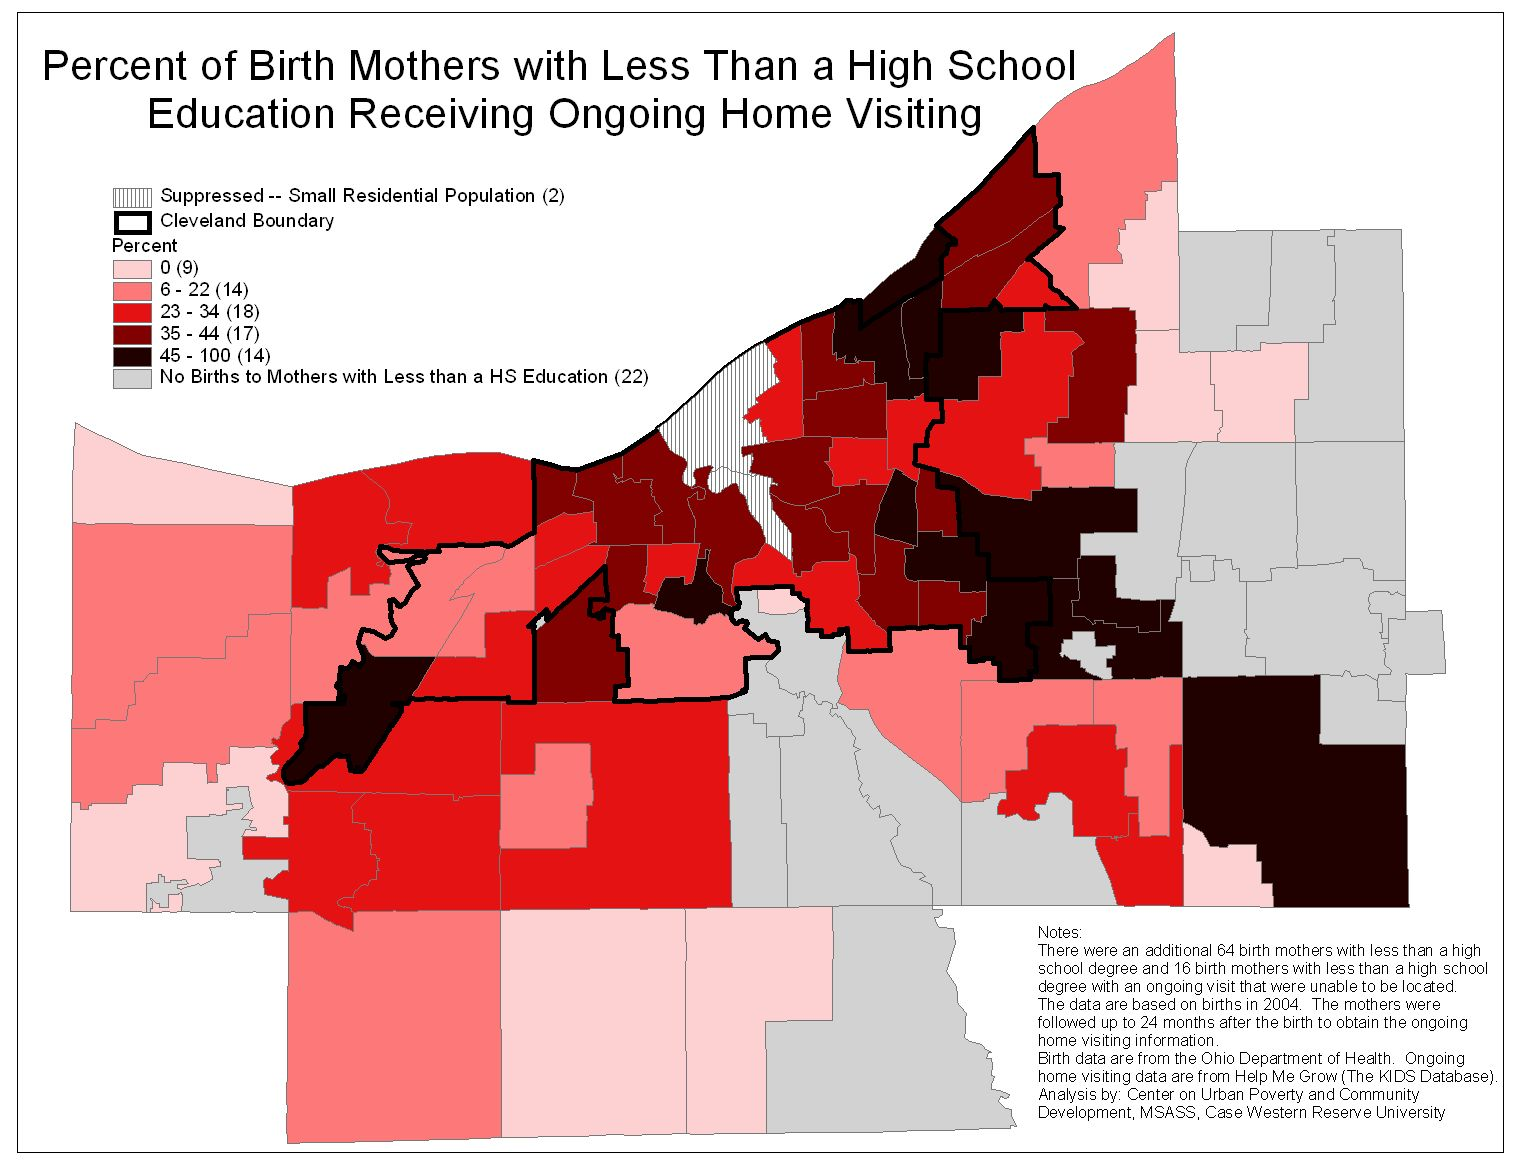 Percent of Birth Mothers with Less Than a High School
Education Receiving Ongoing Home Visiting
Suppressed -- Small Residential Population (2)
Cleveland Boundary
Percent
0 (9)
6 - 22 (14)
23 - 34 (18)
35 - 44 (17)
45 - 100 (14)
No Births to Mothers with Less than a HS Education (22)
Notes:
There were an additional 64 birth mothers with less than a high
school degree and 16 birth mothers with less than a high school
degree with an ongoing visit that were unable to be located.
The data are based on births in 2004. The mothers were
followed up to 24 months after the birth to obtain the ongoing
home visiting information.
Birth data are from the Ohio Department of Health. Ongoing
home visiting data are from Help Me Grow (The KIDS Database).
Analysis by: Center on Urban Poverty and Community
Development, MSASS, Case Western Reserve University